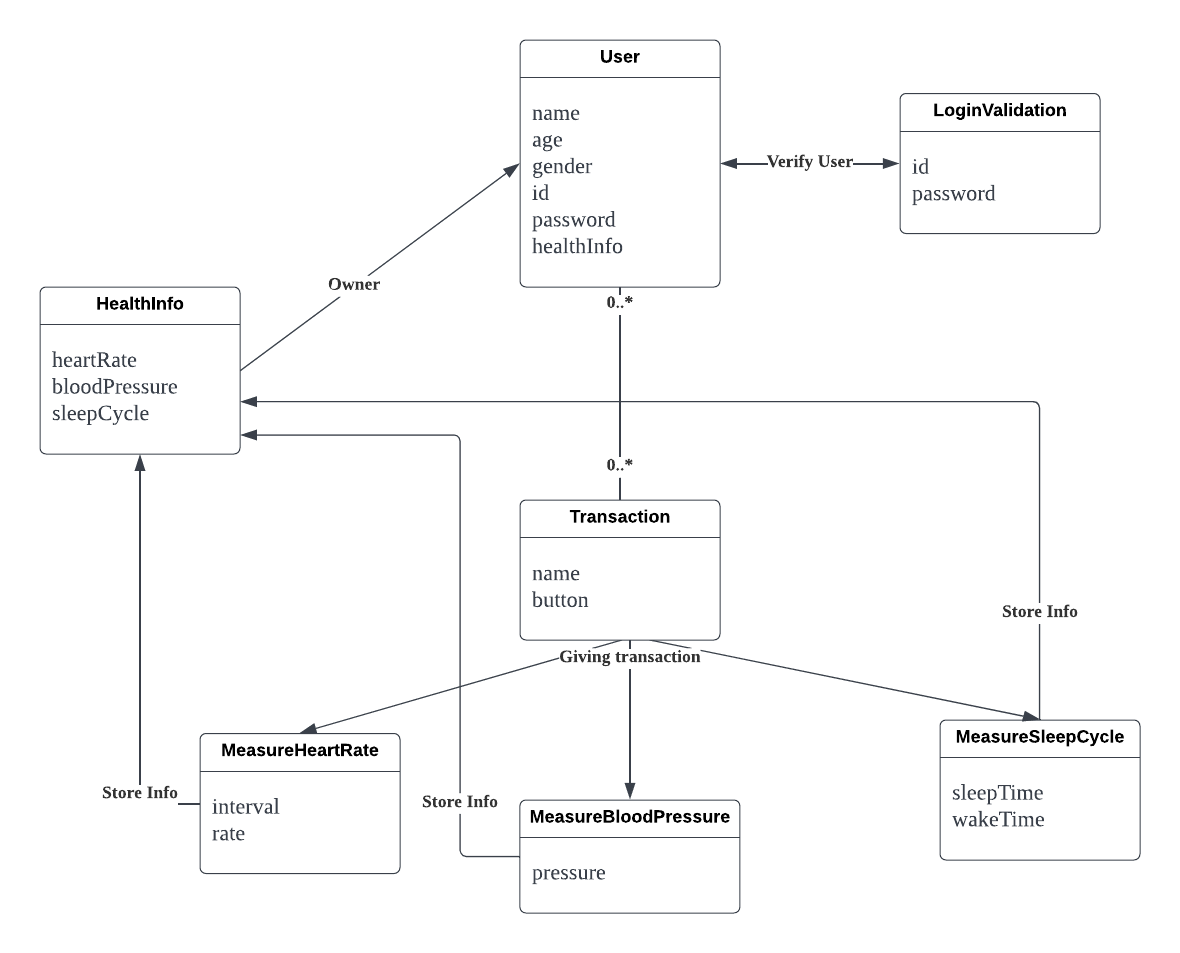 User
name
age
gender
id
password
healthInfo
LoginValidation
id
password
Verify User
Owner
HealthInfo
heartRate
bloodPressure
sleepCycle
0..*
0..*
Transaction
name
button
Giving transaction
Store Info
MeasureHeartRate
interval
rate
Store Info
Store Info
MeasureBloodPressure
pressure
MeasureSleepCycle
sleepTime
wakeTime